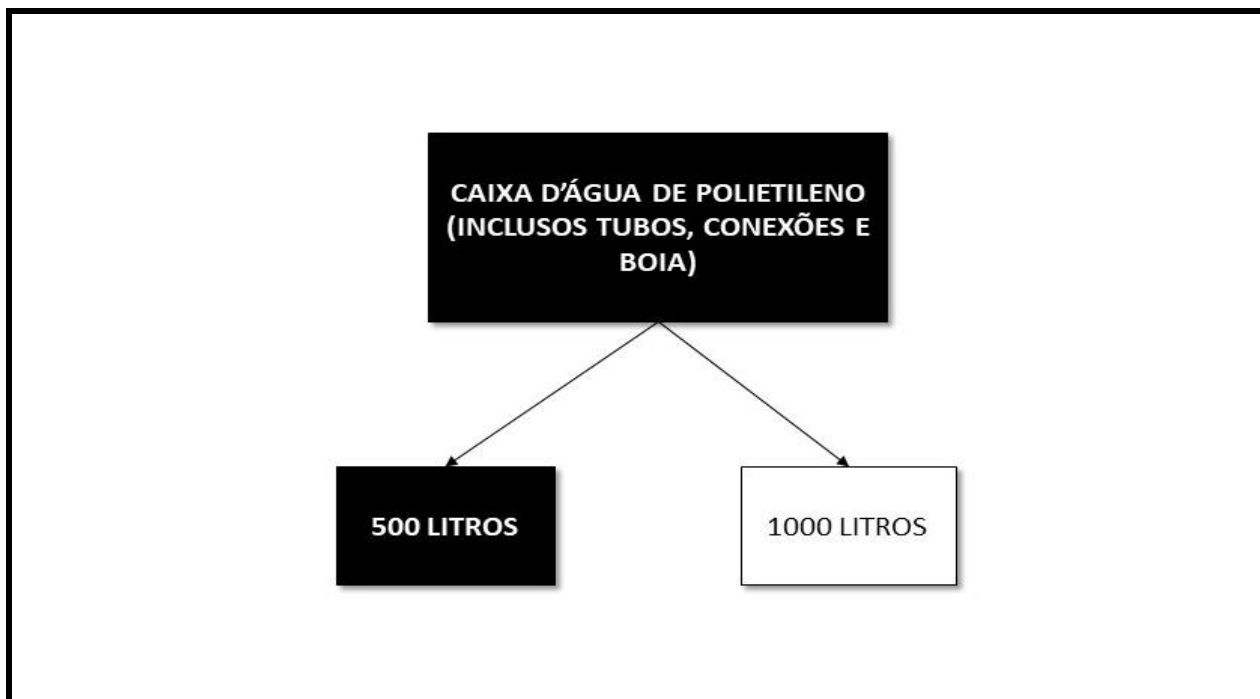 CAIXA D’ÁGUA DE POLIETILENO
(INCLUSOS TUBOS, CONEXÕES E
BOIA)
500 LITROS
1000 LITROS